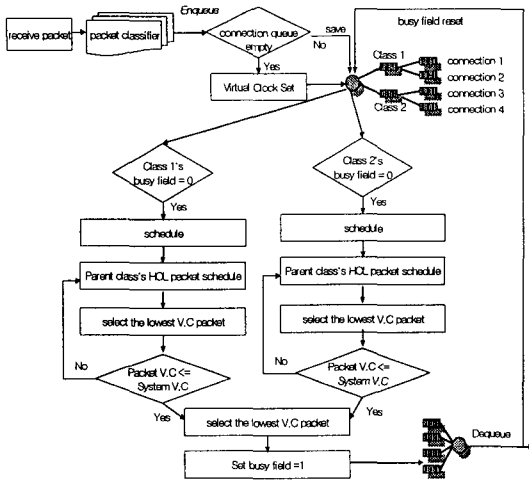 Enqueue
receive packet
packet classifier
connection queue
empty
save
No
Yes
busy field reset
Virtual Clock Set
Class 1
Class 2
connection 1
connection 2
connection 3
connection 4
Class 1's
busy field = 0
Yes
schedule
Parent class's HOL packet schedule
select the lowest V.C packet
No
Packet V.C <=
System V.C
Yes
Class 2's
busy field = 0
Yes
schedule
Parent class's HOL packet schedule
select the lowest V.C packet
No
Packet V.C <=
System V.C
Yes
select the lowest V.C packet
Set busy field =1
Dequeue